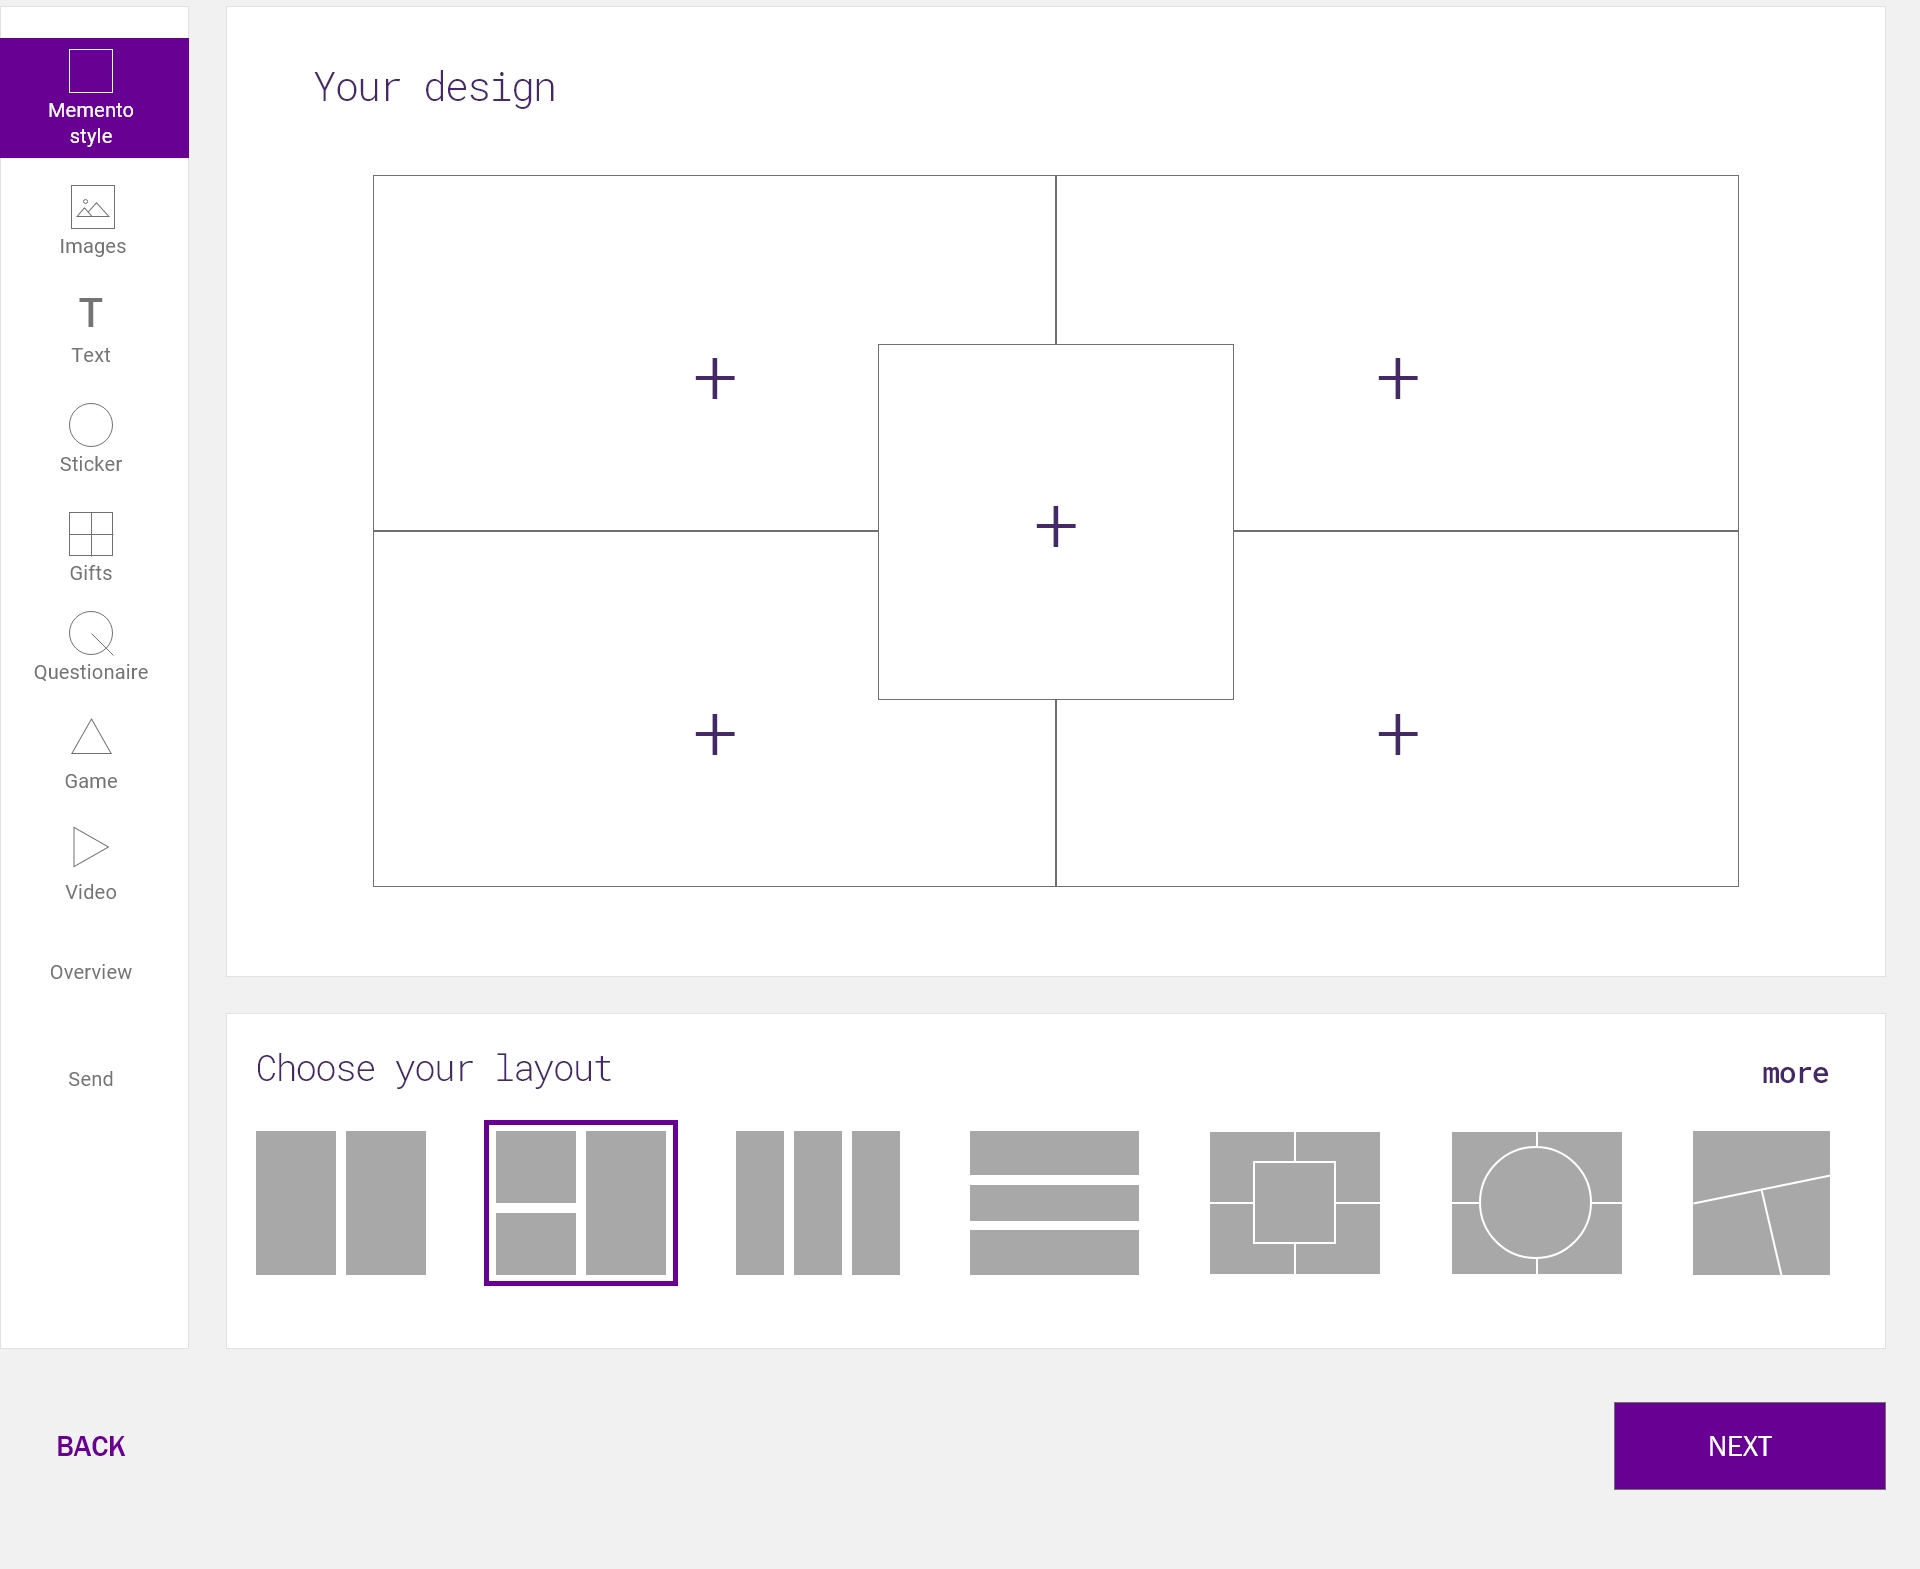 Memento
style
Images
T
Text
Sticker
Gifts
Questionaire
Game
Video
Overview
Send
Your design
Choose your layout
more
BACK
NEXT